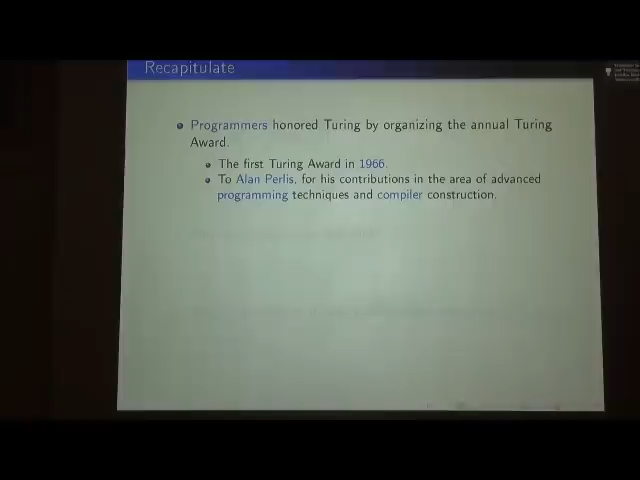 Recapitulate
Programmers honored Turing by organizing the annual Turing
Award.
The first Turing Award in 1966.
To Alan Perlis, for his contributions in the area of advanced
programming techniques and compiler construction.